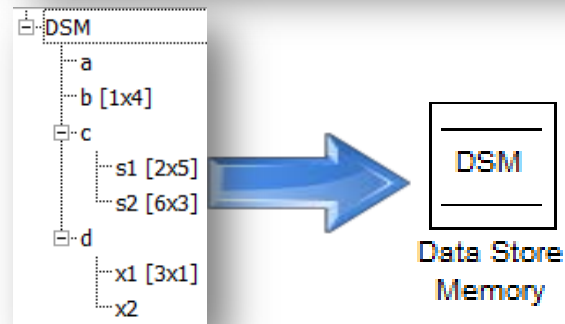 DSM
a
b [1x4]
c
s1 [2x5]
s2 [6x3]
d
x1 [3x1]
x2
DSM
Data Store
Memory